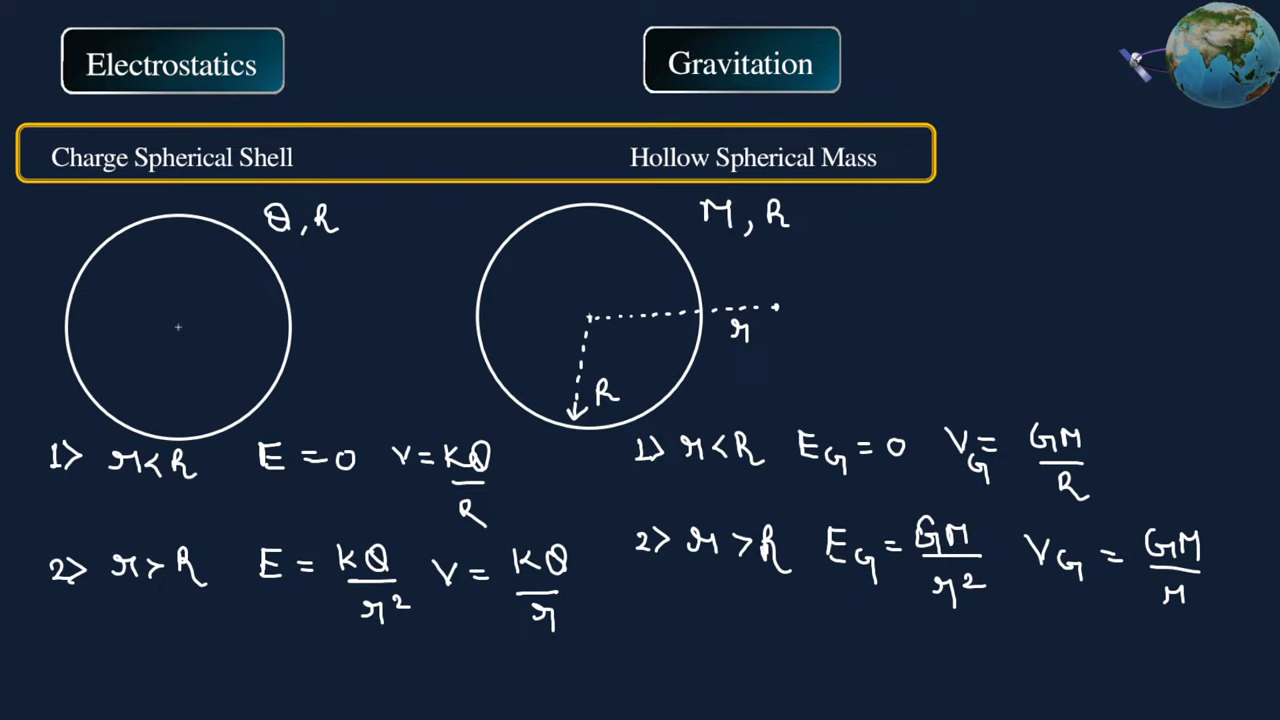 Electrostatics
Gravitation
Charge Spherical Shell
Hollow Spherical Mass
Q, R
M, R
r
R
1> r<R E=0 V=KQ/R
1> r<R E_G=0 V_G=GM/R
2> r>R E=KQ/r² V=KQ/r
2> r>R E_G=GM/r² V_G=GM/r